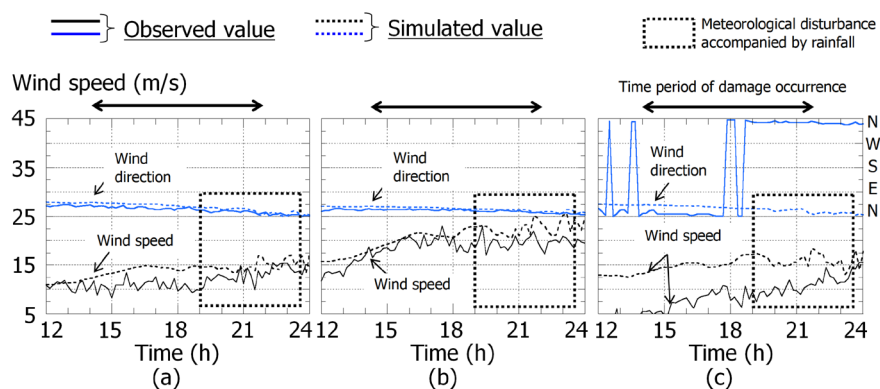 Observed value
Simulated value
Meteorological disturbance
accompanied by rainfall
Wind speed (m/s)
Time period of damage occurrence
45
35
25
15
5
Wind
direction
Wind speed
12 15 18 21 24
Time (h)
(a)
Wind
direction
Wind speed
12 15 18 21 24
Time (h)
(b)
Wind
direction
Wind speed
N
W
S
E
N
12 15 18 21 24
Time (h)
(c)